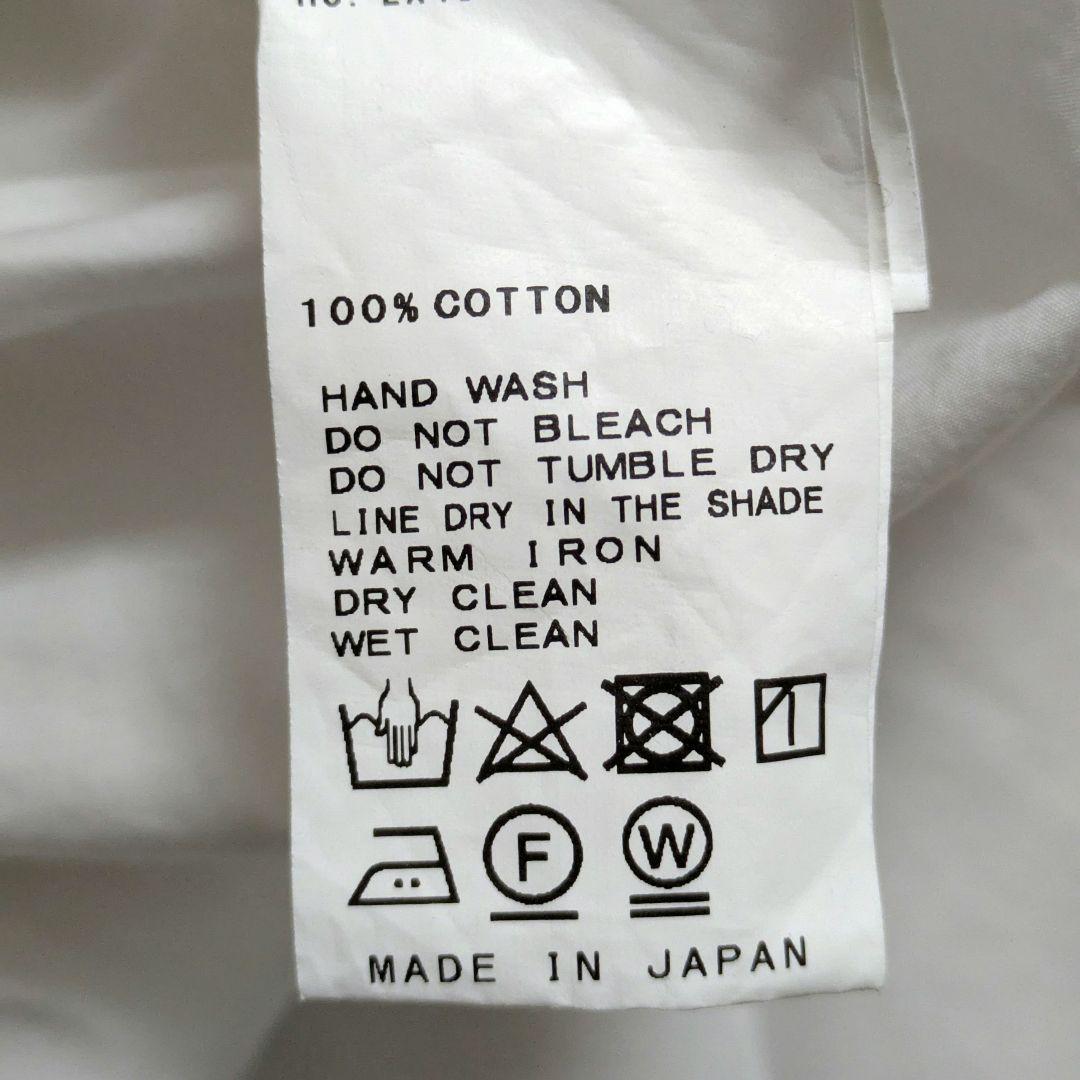 100% COTTON
HAND WASH
DO NOT BLEACH
DO NOT TUMBLE DRY
LINE DRY IN THE SHADE
WARM IRON
DRY CLEAN
WET CLEAN
F
W
MADE IN JAPAN